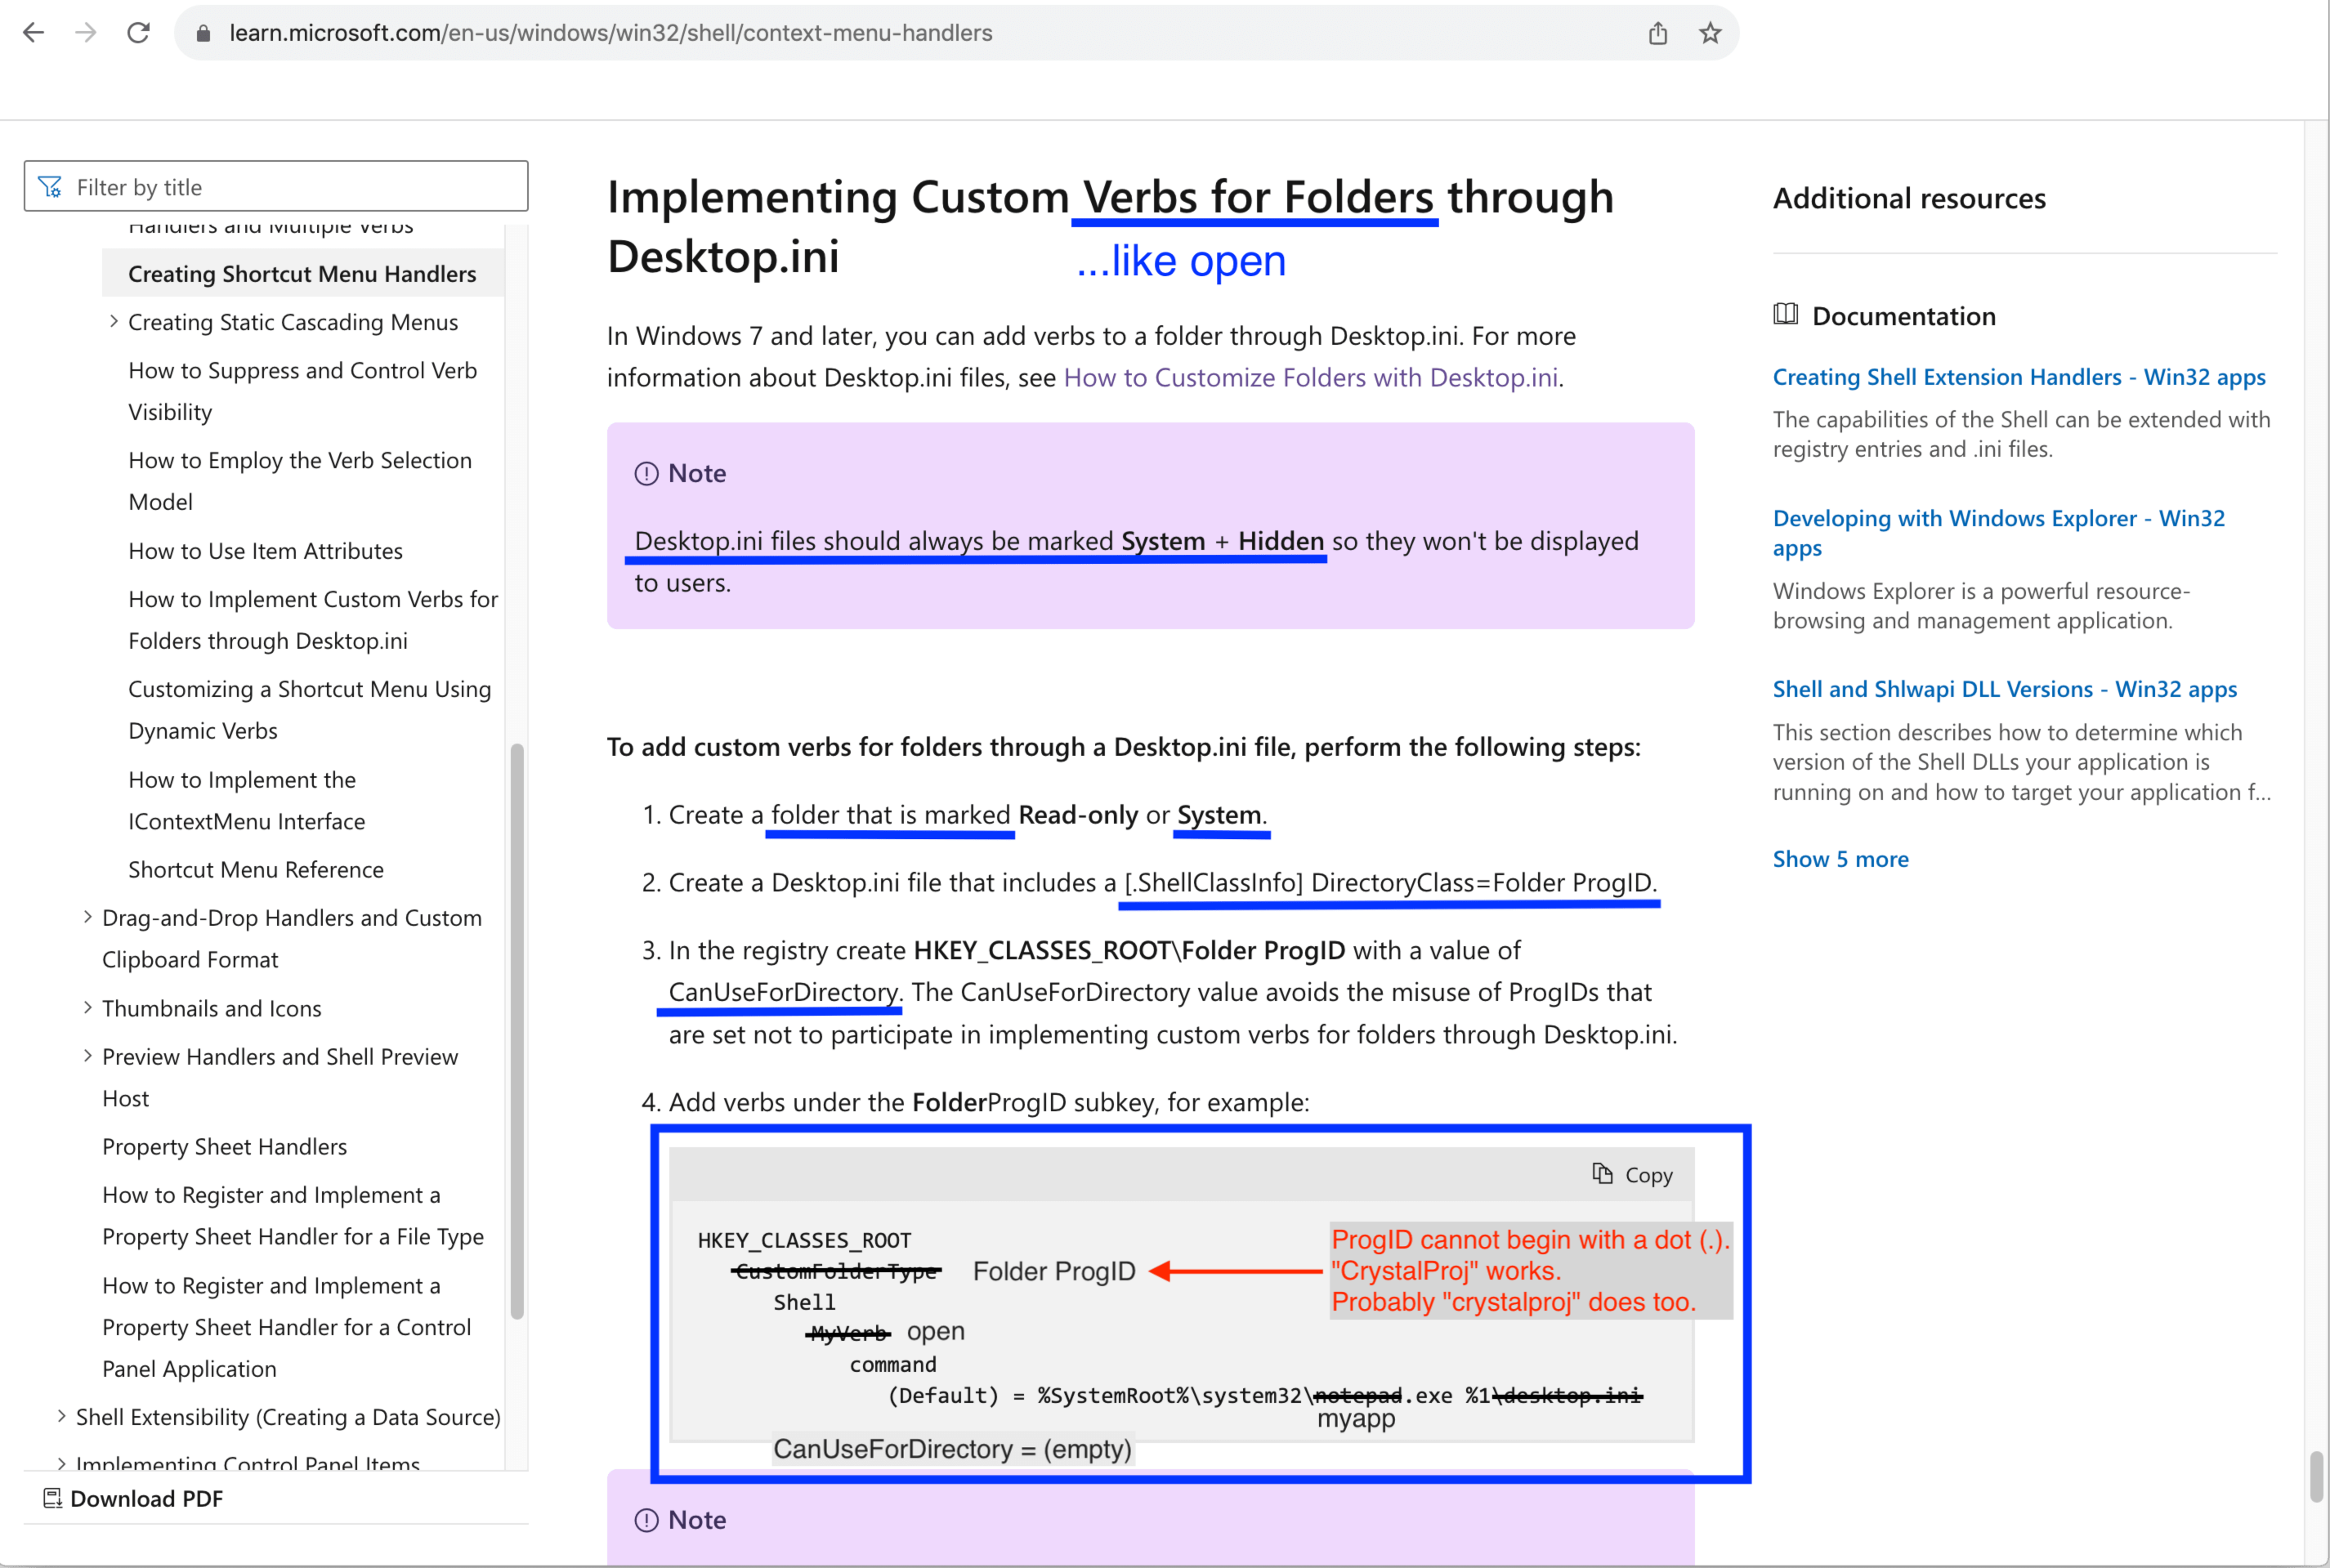 learn.microsoft.com/en-us/windows/win32/shell/context-menu-handlers
Filter by title
Handlers and Multiple Verbs
Creating Shortcut Menu Handlers
Creating Static Cascading Menus
How to Suppress and Control Verb
Visibility
How to Employ the Verb Selection
Model
How to Use Item Attributes
How to Implement Custom Verbs for
Folders through Desktop.ini
Customizing a Shortcut Menu Using
Dynamic Verbs
How to Implement the
IContextMenu Interface
Shortcut Menu Reference
Drag-and-Drop Handlers and Custom
Clipboard Format
Thumbnails and Icons
Preview Handlers and Shell Preview
Host
Property Sheet Handlers
How to Register and Implement a
Property Sheet Handler for a File Type
How to Register and Implement a
Property Sheet Handler for a Control
Panel Application
Shell Extensibility (Creating a Data Source)
Implementing Control Panel Items
Download PDF
Implementing Custom Verbs for Folders through
Desktop.ini
...like open
In Windows 7 and later, you can add verbs to a folder through Desktop.ini. For more
information about Desktop.ini files, see How to Customize Folders with Desktop.ini.
Note
Desktop.ini files should always be marked System + Hidden so they won't be displayed
to users.
To add custom verbs for folders through a Desktop.ini file, perform the following steps:
1. Create a folder that is marked Read-only or System.
2. Create a Desktop.ini file that includes a [.ShellClassInfo] DirectoryClass=Folder ProgID.
3. In the registry create HKEY_CLASSES_ROOT\Folder ProgID with a value of
CanUseForDirectory. The CanUseForDirectory value avoids the misuse of ProgIDs that
are set not to participate in implementing custom verbs for folders through Desktop.ini.
4. Add verbs under the FolderProgID subkey, for example:
Copy
HKEY_CLASSES_ROOT
CustomFolderType Folder ProgID
Shell
MyVerb open
command
(Default) = %SystemRoot%\system32\notepad.exe %1\desktop.ini
myapp
CanUseForDirectory = (empty)
ProgID cannot begin with a dot (.).
"CrystalProj" works.
Probably "crystalproj" does too.
Note
Additional resources
Documentation
Creating Shell Extension Handlers - Win32 apps
The capabilities of the Shell can be extended with
registry entries and .ini files.
Developing with Windows Explorer - Win32
apps
Windows Explorer is a powerful resource-
browsing and management application.
Shell and Shlwapi DLL Versions - Win32 apps
This section describes how to determine which
version of the Shell DLLs your application is
running on and how to target your application f...
Show 5 more